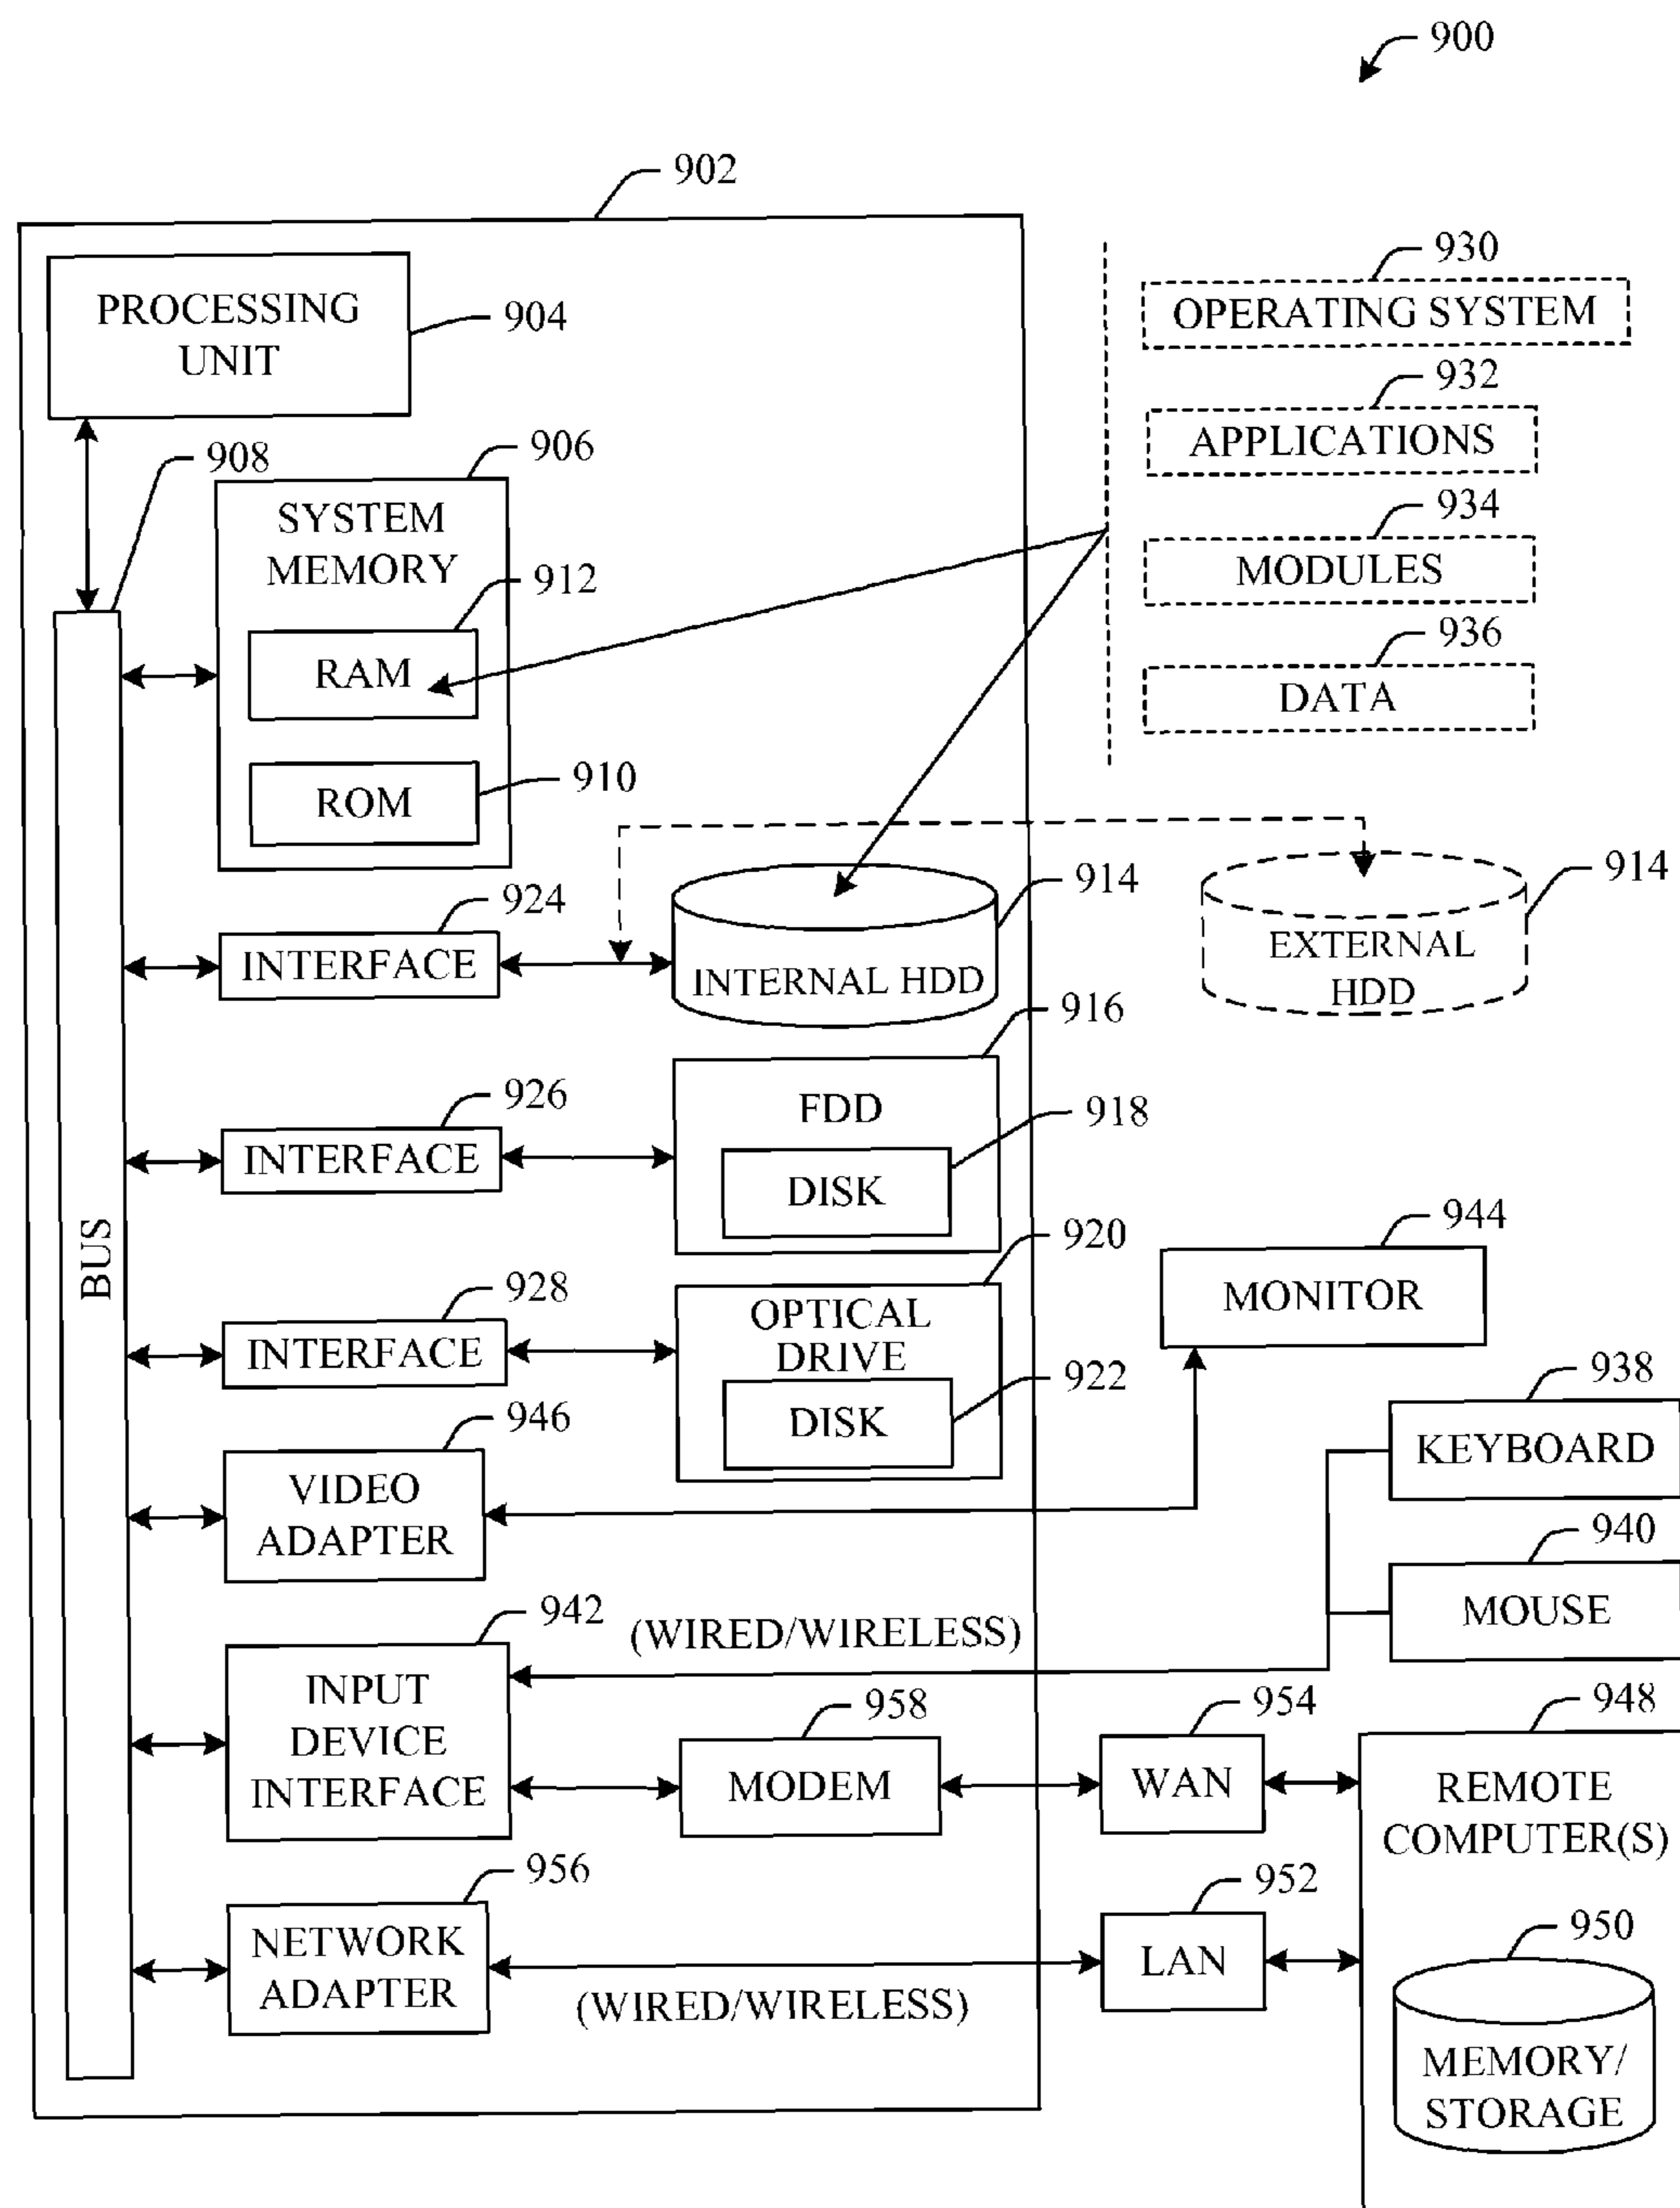 900
902
PROCESSING
UNIT
904
908
906
SYSTEM
MEMORY
912
RAM
910
ROM
930
OPERATING SYSTEM
932
APPLICATIONS
934
MODULES
936
DATA
BUS
924
INTERFACE
914
INTERNAL HDD
914
EXTERNAL
HDD
926
INTERFACE
916
FDD
918
DISK
928
INTERFACE
920
OPTICAL
DRIVE
922
DISK
944
MONITOR
946
VIDEO
ADAPTER
938
KEYBOARD
940
MOUSE
942
(WIRED/WIRELESS)
INPUT
DEVICE
INTERFACE
958
MODEM
954
WAN
948
REMOTE
COMPUTER(S)
956
NETWORK
ADAPTER
(WIRED/WIRELESS)
952
LAN
950
MEMORY/
STORAGE